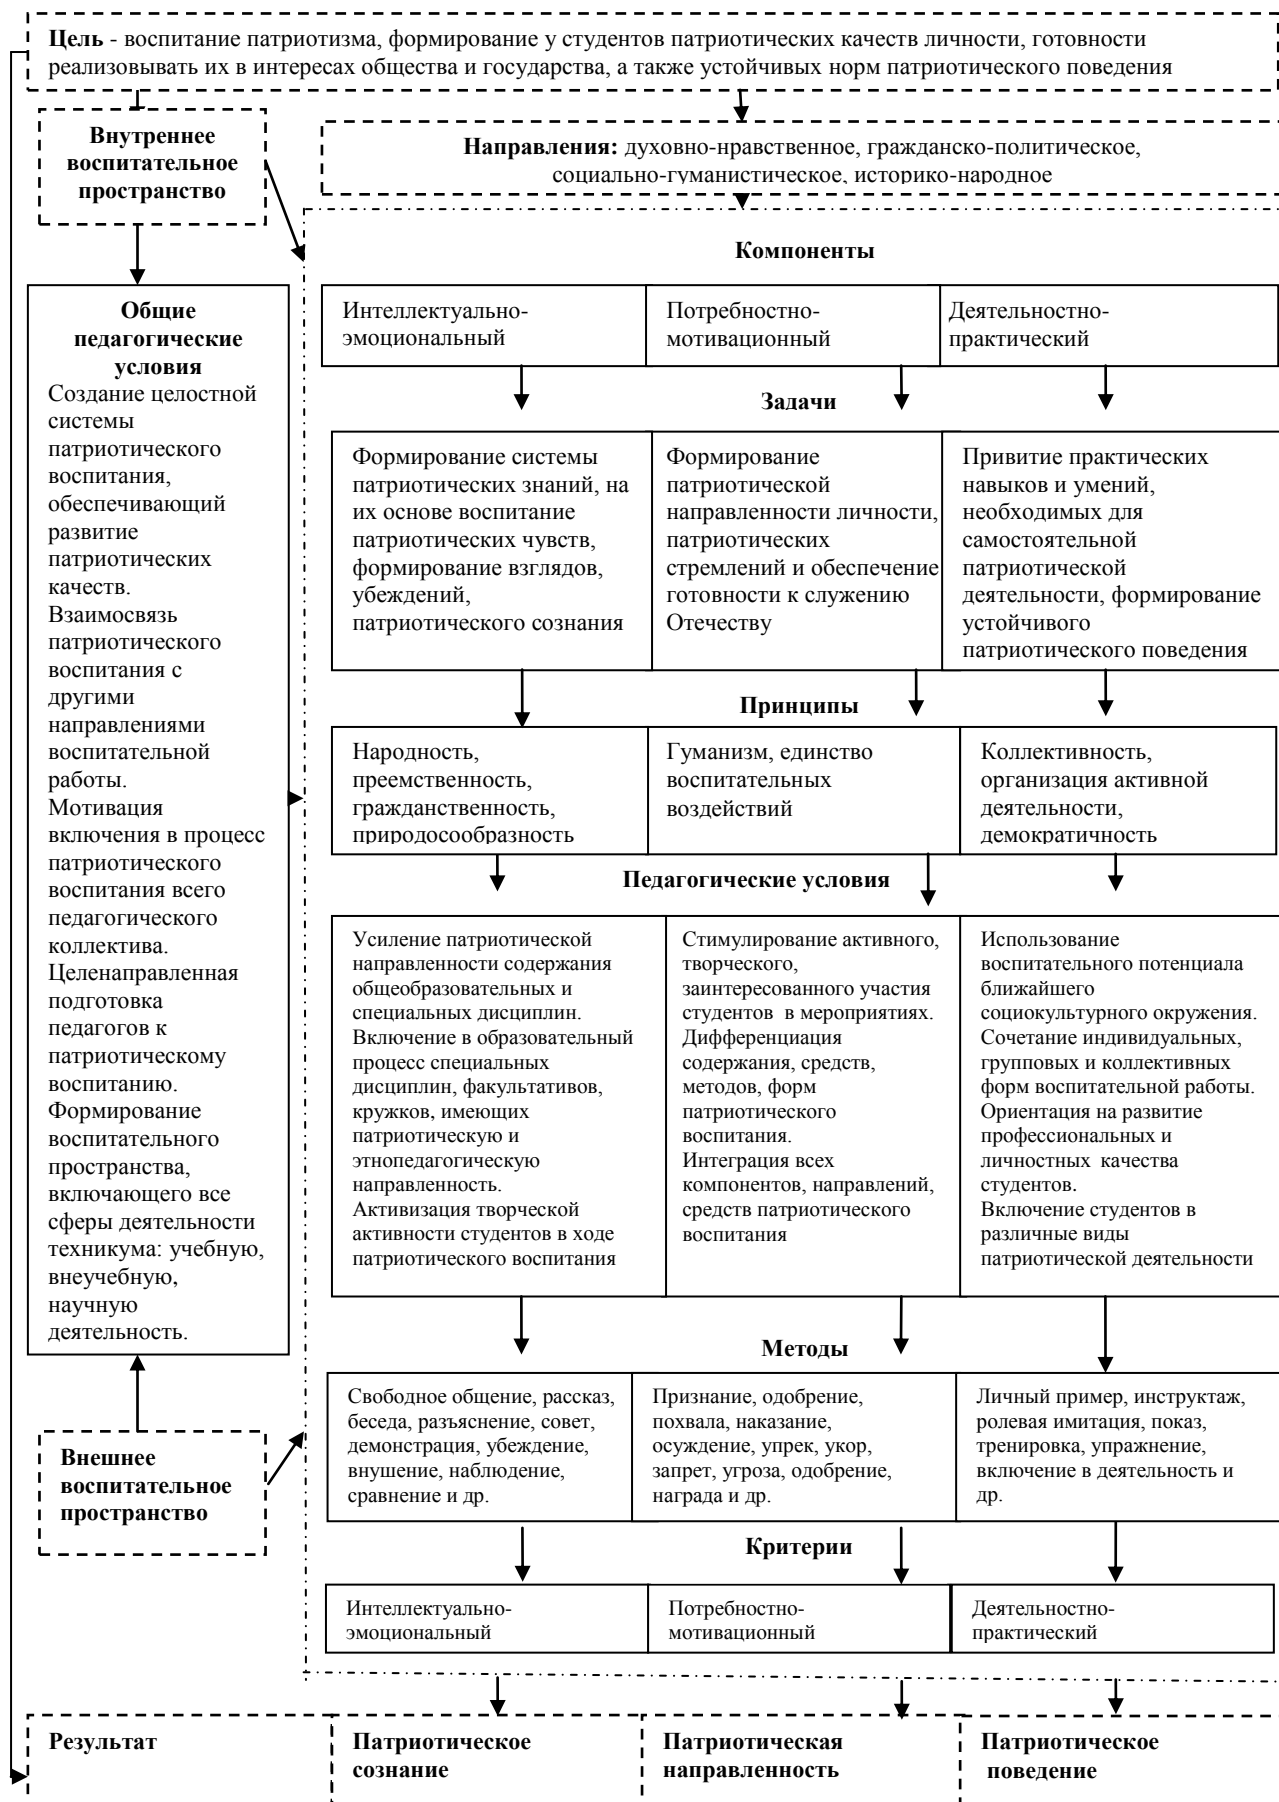 Цель - воспитание патриотизма, формирование у студентов патриотических качеств личности, готовности
реализовывать их в интересах общества и государства, а также устойчивых норм патриотического поведения
Внутреннее
воспитательное
пространство
Направления: духовно-нравственное, гражданско-политическое,
социально-гуманистическое, историко-народное
Общие
педагогические
условия
Создание целостной
системы
патриотического
воспитания,
обеспечивающий
развитие
патриотических
качеств.
Взаимосвязь
патриотического
воспитания с
другими
направлениями
воспитательной
работы.
Мотивация
включения в процесс
патриотического
воспитания всего
педагогического
коллектива.
Целенаправленная
подготовка
педагогов к
патриотическому
воспитанию.
Формирование
воспитательного
пространства,
включающего все
сферы деятельности
техникума: учебную,
внеучебную,
научную
деятельность.
Внешнее
воспитательное
пространство
Компоненты
Интеллектуально-
эмоциональный
Потребностно-
мотивационный
Деятельностно-
практический
Задачи
Формирование системы
патриотических знаний, на
их основе воспитание
патриотических чувств,
формирование взглядов,
убеждений,
патриотического сознания
Формирование
патриотической
направленности личности,
патриотических
стремлений и обеспечение
готовности к служению
Отечеству
Привитие практических
навыков и умений,
необходимых для
самостоятельной
патриотической
деятельности, формирование
устойчивого
патриотического поведения
Принципы
Народность,
преемственность,
гражданственность,
природосообразность
Гуманизм, единство
воспитательных
воздействий
Коллективность,
организация активной
деятельности,
демократичность
Педагогические условия
Усиление патриотической
направленности содержания
общеобразовательных и
специальных дисциплин.
Включение в образовательный
процесс специальных
дисциплин, факультативов,
кружков, имеющих
патриотическую и
этнопедагогическую
направленность.
Активизация творческой
активности студентов в ходе
патриотического воспитания
Стимулирование активного,
творческого,
заинтересованного участия
студентов в мероприятиях.
Дифференциация
содержания, средств,
методов, форм
патриотического
воспитания.
Интеграция всех
компонентов, направлений,
средств патриотического
воспитания
Использование
воспитательного потенциала
ближайшего
социокультурного окружения.
Сочетание индивидуальных,
групповых и коллективных
форм воспитательной работы.
Ориентация на развитие
профессиональных и
личностных качества
студентов.
Включение студентов в
различные виды
патриотической деятельности
Методы
Свободное общение, рассказ,
беседа, разъяснение, совет,
демонстрация, убеждение,
внушение, наблюдение,
сравнение и др.
Признание, одобрение,
похвала, наказание,
осуждение, упрек, укор,
запрет, угроза, одобрение,
награда и др.
Личный пример, инструктаж,
ролевая имитация, показ,
тренировка, упражнение,
включение в деятельность и
др.
Критерии
Интеллектуально-
эмоциональный
Потребностно-
мотивационный
Деятельностно-
практический
Результат
Патриотическое
сознание
Патриотическая
направленность
Патриотическое
поведение